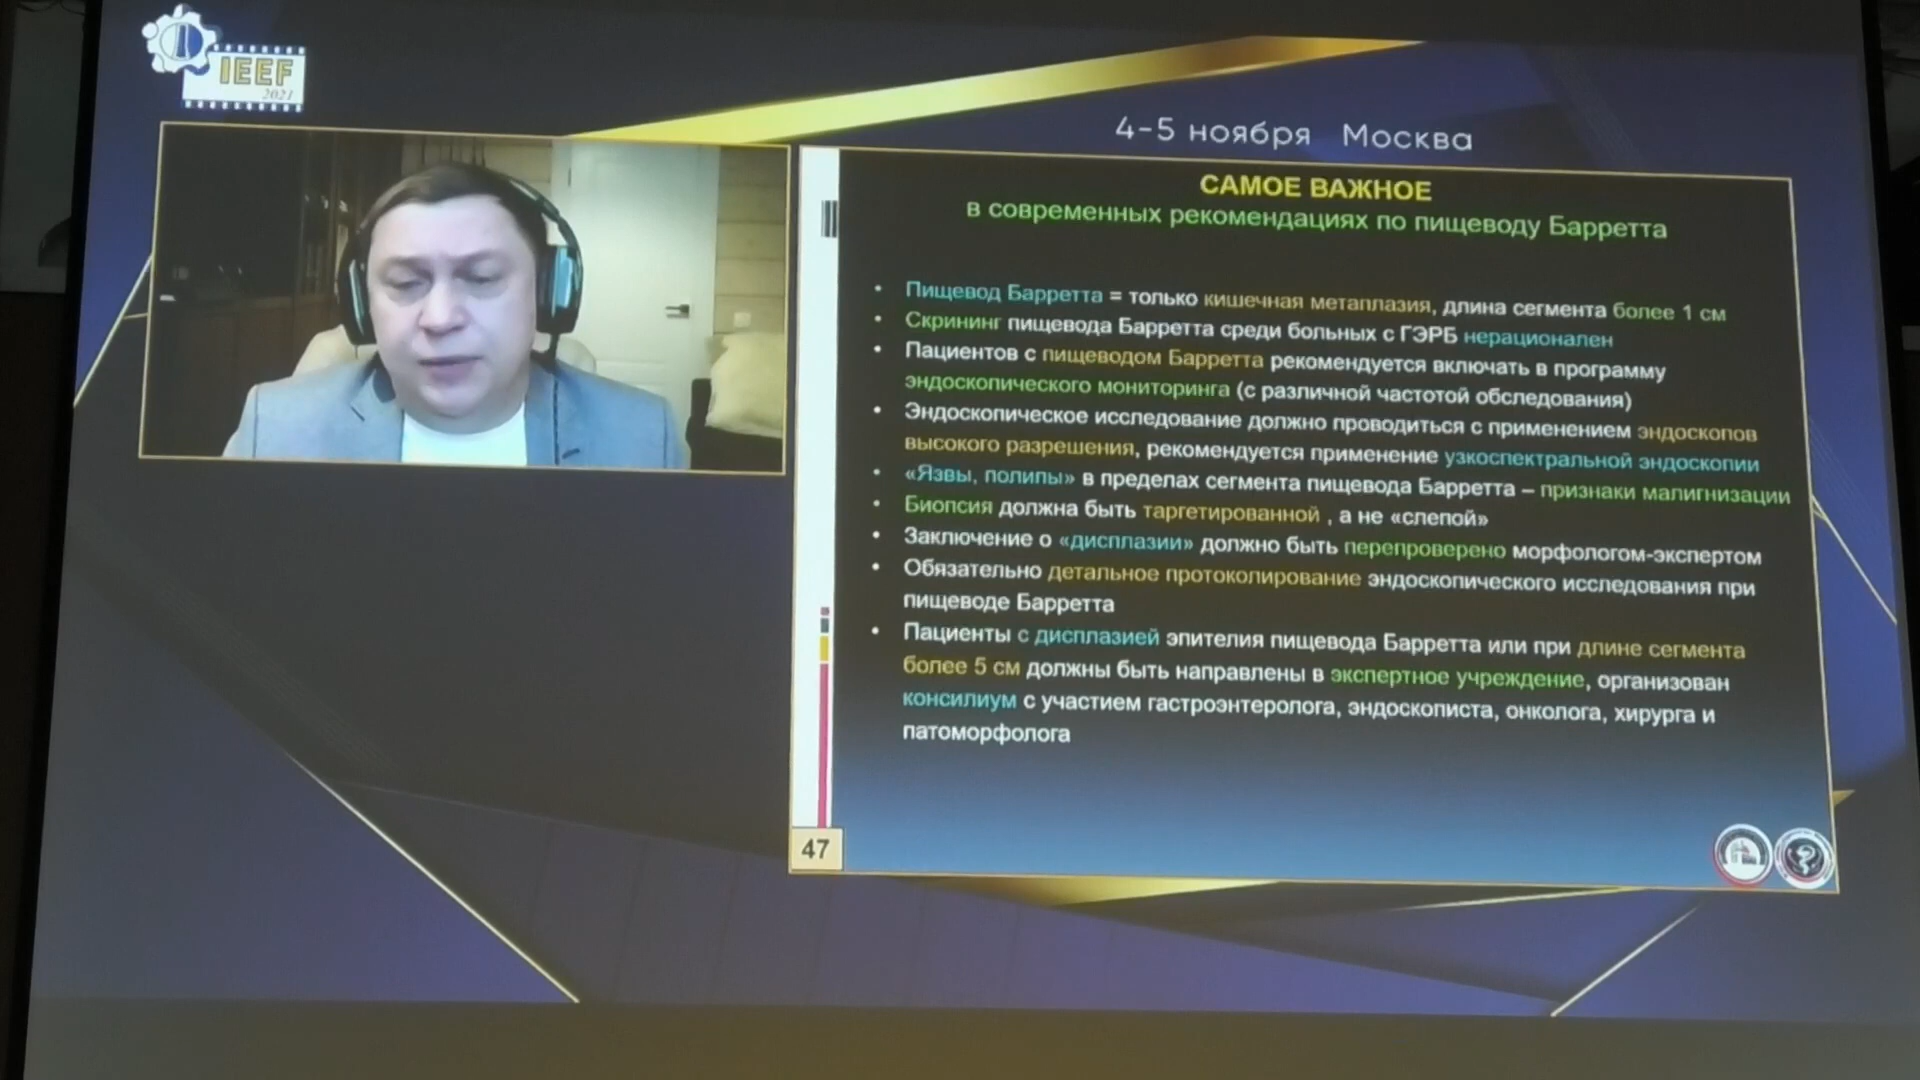 IEEF
2021
4-5 ноября Москва
САМОЕ ВАЖНОЕ
в современных рекомендациях по пищеводу Барретта
• Пищевод Барретта = только кишечная метаплазия, длина сегмента более 1 см
• Скрининг пищевода Барретта среди больных с ГЭРБ нерационален
• Пациентов с пищеводом Барретта рекомендуется включать в программу
эндоскопического мониторинга (с различной частотой обследования)
• Эндоскопическое исследование должно проводиться с применением эндоскопов
высокого разрешения, рекомендуется применение узкоспектральной эндоскопии
• «Язвы, полипы» в пределах сегмента пищевода Барретта – признаки малигнизации
• Биопсия должна быть таргетированной , а не «слепой»
• Заключение о «дисплазии» должно быть перепроверено морфологом-экспертом
• Обязательно детальное протоколирование эндоскопического исследования при
пищеводе Барретта
• Пациенты с дисплазией эпителия пищевода Барретта или при длине сегмента
более 5 см должны быть направлены в экспертное учреждение, организован
консилиум с участием гастроэнтеролога, эндоскописта, онколога, хирурга и
патоморфолога
47